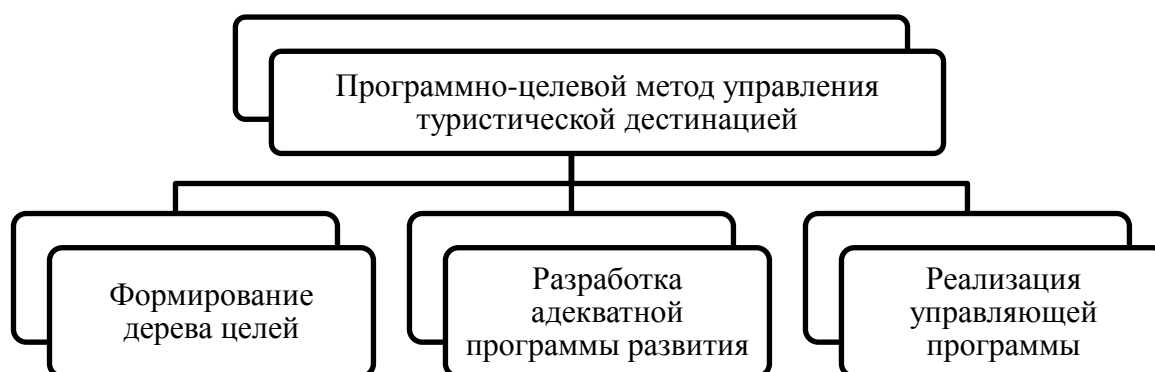 Программно-целевой метод управления
туристической дестинацией
Формирование
дерева целей
Разработка
адекватной
программы развития
Реализация
управляющей
программы